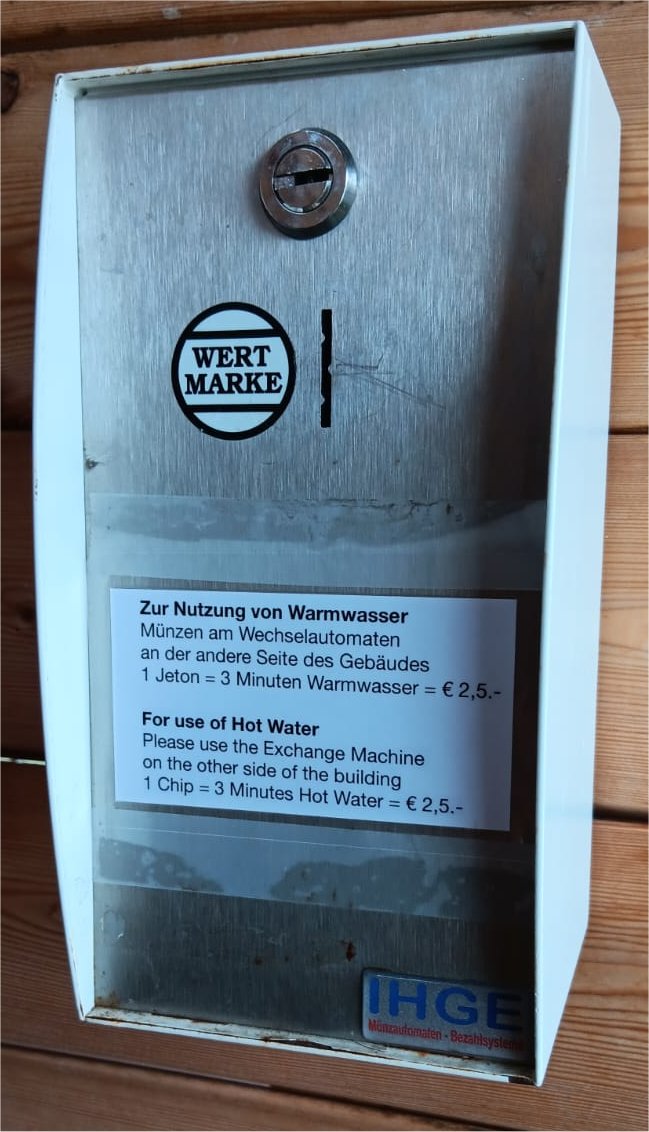 WERT
MARKE
Zur Nutzung von Warmwasser
Münzen am Wechselautomaten
an der andere Seite des Gebäudes
1 Jeton = 3 Minuten Warmwasser = € 2,5.-
For use of Hot Water
Please use the Exchange Machine
on the other side of the building
1 Chip = 3 Minutes Hot Water = € 2,5.-
IHGE
Münzautomaten - Bezahlsysteme